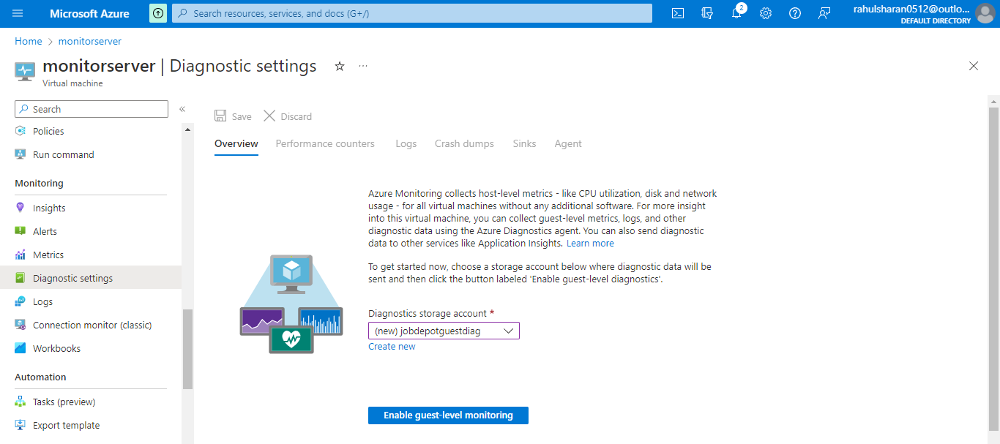 Microsoft Azure
Search resources, services, and docs (G+/)
2
rahulsharan0512@outlo...
DEFAULT DIRECTORY
Home > monitorserver
monitorserver | Diagnostic settings
...
Virtual machine
Search
«
Policies
Run command
Monitoring
Insights
Alerts
Metrics
Diagnostic settings
Logs
Connection monitor (classic)
Workbooks
Automation
Tasks (preview)
Export template
Save
Discard
Overview
Performance counters
Logs
Crash dumps
Sinks
Agent
Azure Monitoring collects host-level metrics - like CPU utilization, disk and network
usage - for all virtual machines without any additional software. For more insight
into this virtual machine, you can collect guest-level metrics, logs, and other
diagnostic data using the Azure Diagnostics agent. You can also send diagnostic
data to other services like Application Insights. Learn more
To get started now, choose a storage account below where diagnostic data will be
sent and then click the button labeled 'Enable guest-level diagnostics'.
Diagnostics storage account *
(new) jobdepotguestdiag
Create new
Enable guest-level monitoring